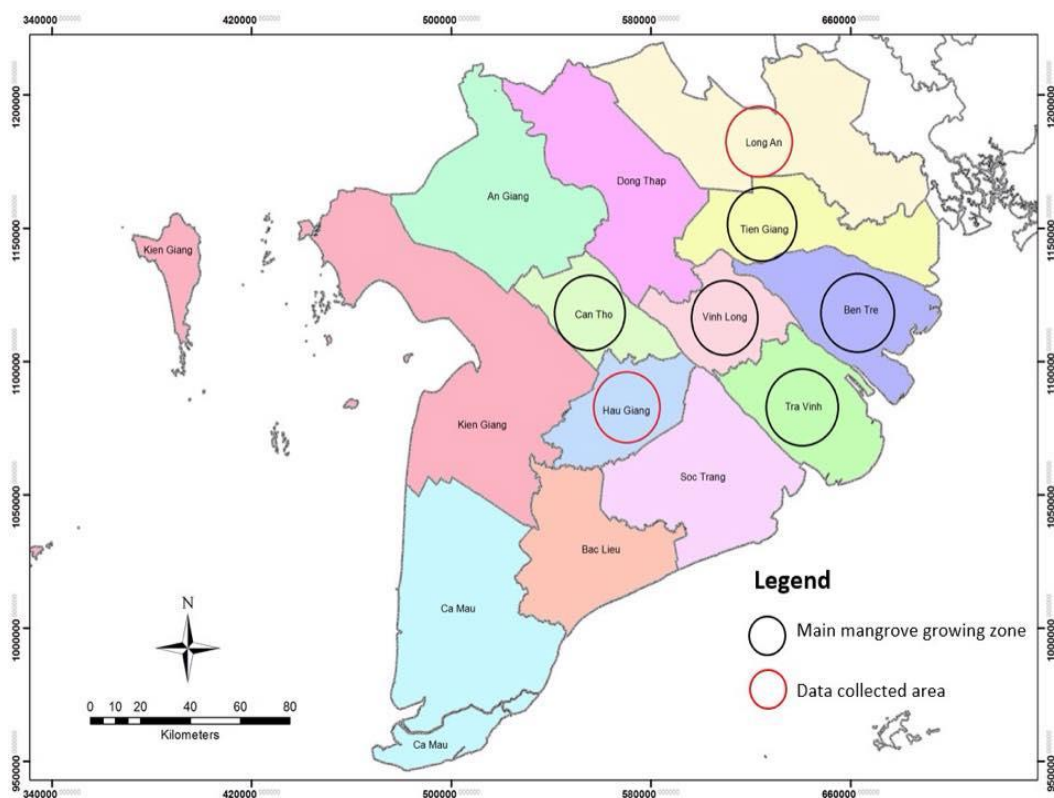 340000
420000
500000
580000
660000
1200000
1200000
Long An
Dong Thap
An Giang
1150000
Kien Giang
Tien Giang
1150000
Can Tho
Vinh Long
Ben Tre
1100000
1100000
Hau Giang
Tra Vinh
Kien Giang
1050000
Soc Trang
1050000
Bac Lieu
Legend
Ca Mau
N
Main mangrove growing zone
1000000
1000000
Data collected area
0 5 10 20 40 60 80
Kilometers
Ca Mau
950000
950000
340000
420000
500000
580000
660000